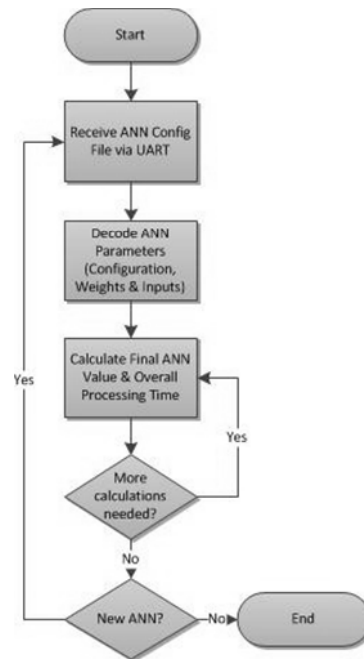 Start
Receive ANN Config
File via UART
Decode ANN
Parameters
(Configuration,
Weights & Inputs)
Calculate Final ANN
Value & Overall
Processing Time
Yes
Yes
More
calculations
needed?
No
New ANN?
No
End